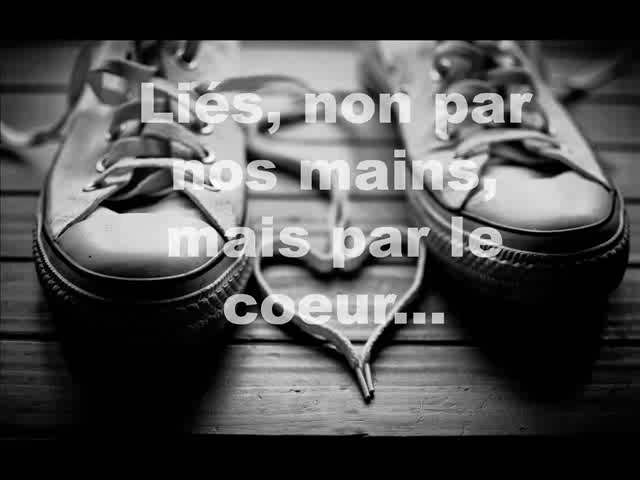 Liés, non par
nos mains,
mais par le
coeur...